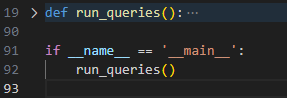 19 > def run_queries():···
90
91 if __name__ == '__main__':
92     run_queries()
93